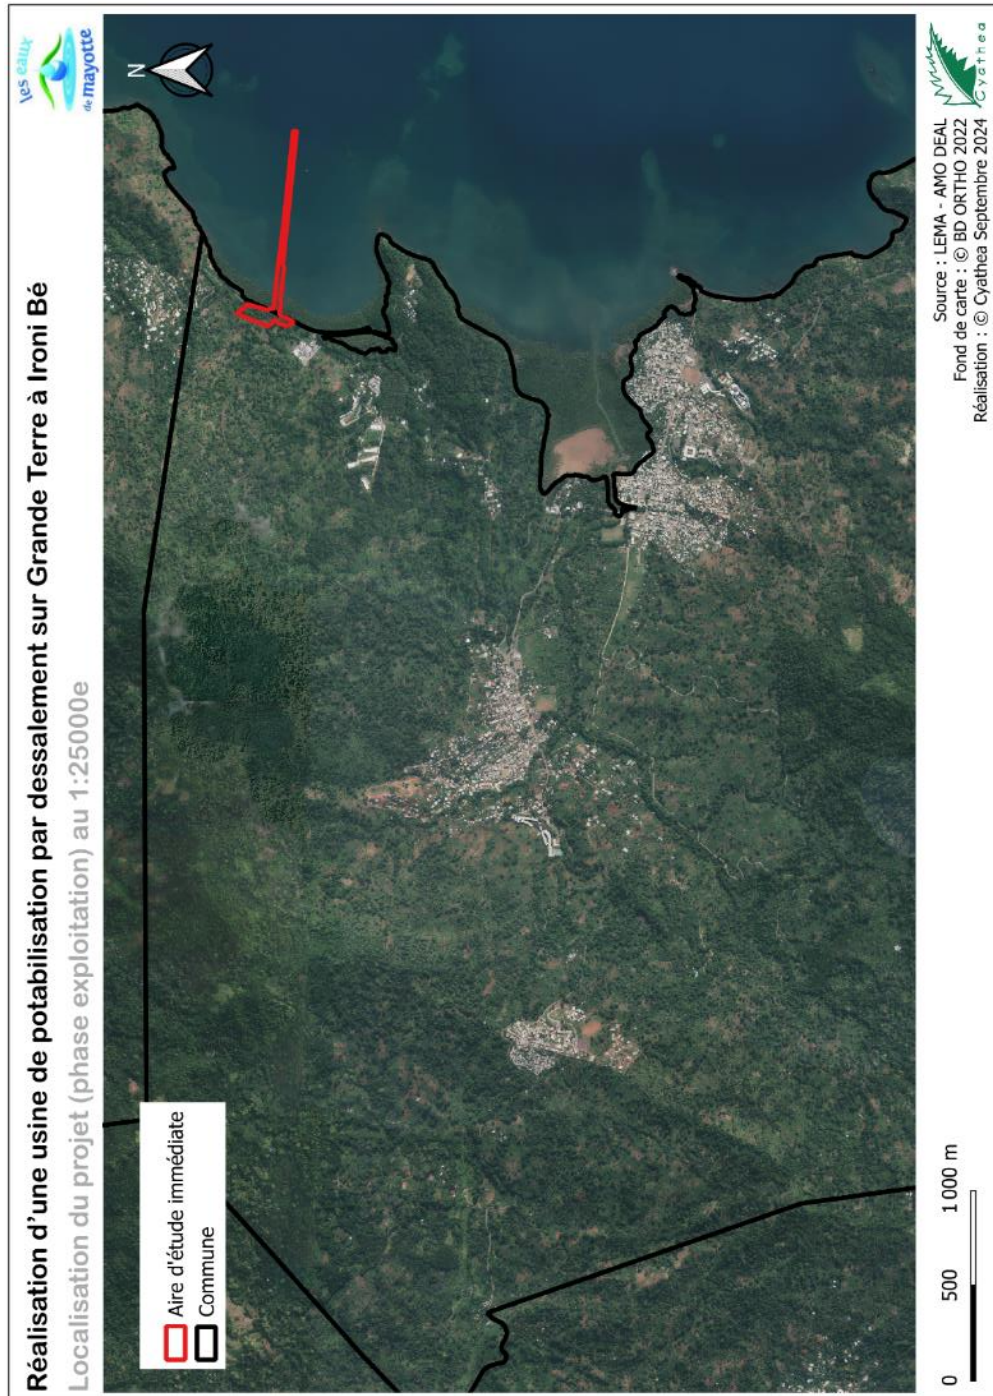 Réalisation d'une usine de potabilisation par dessalement sur Grande Terre à Ironi Bé
Localisation du projet (phase exploitation) au 1:25000e
les eaux
de mayotte
N
Aire d'étude immédiate
Commune
0 500 1 000 m
Source : LEMA - AMO DEAL
Fond de carte : © BD ORTHO 2022
Réalisation : © Cyathea Septembre 2024
Cyathea